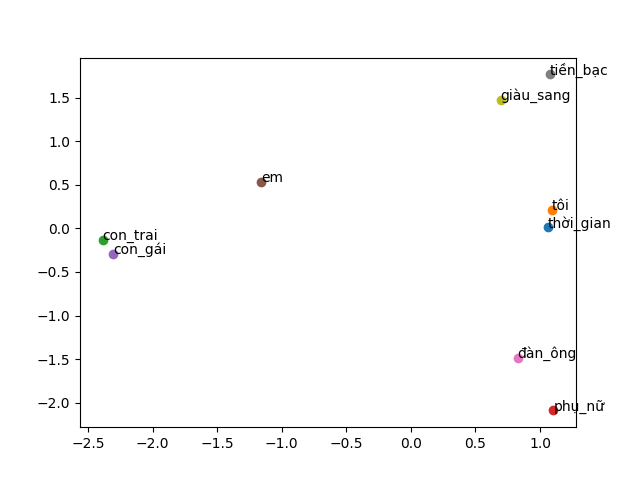 tiền_bạc
giàu_sang
em
tôi
thời_gian
con_trai
con_gái
đàn_ông
phụ_nữ
1.5
1.0
0.5
0.0
−0.5
−1.0
−1.5
−2.0
−2.5 −2.0 −1.5 −1.0 −0.5 0.0 0.5 1.0